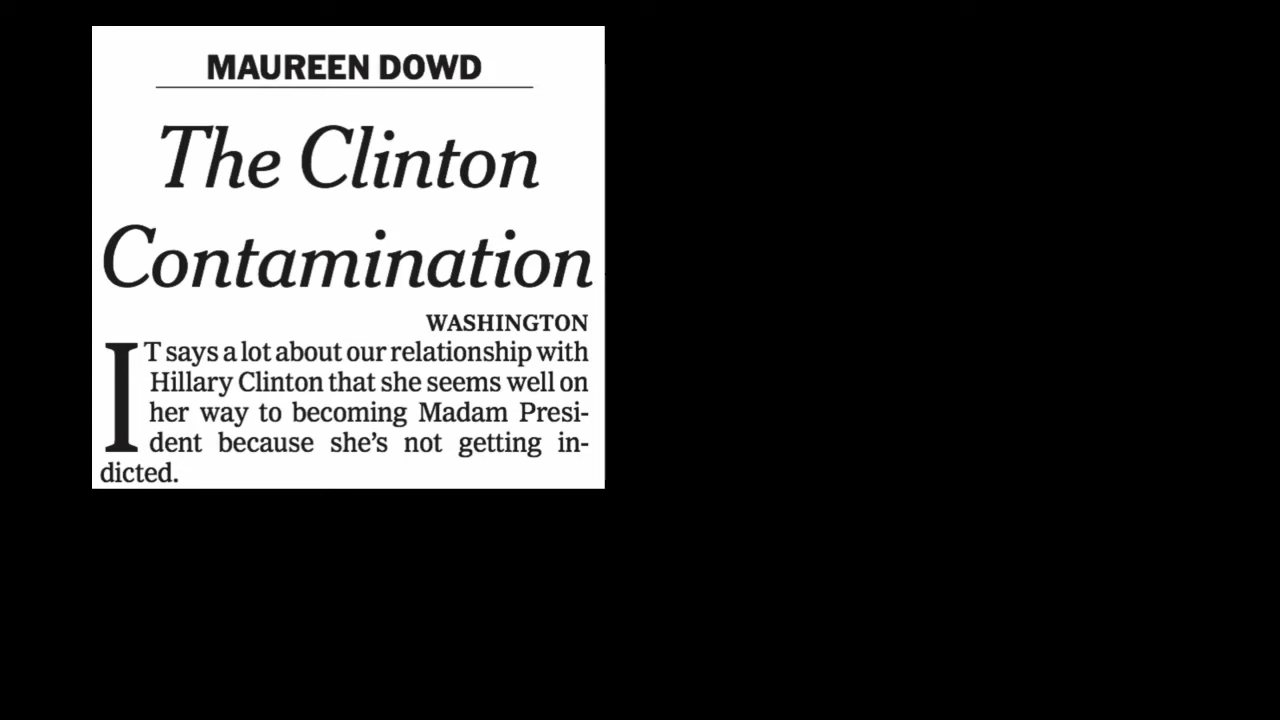 MAUREEN DOWD
The Clinton
Contamination
WASHINGTON
IT says a lot about our relationship with
Hillary Clinton that she seems well on
her way to becoming Madam Presi-
dent because she's not getting in-
dicted.